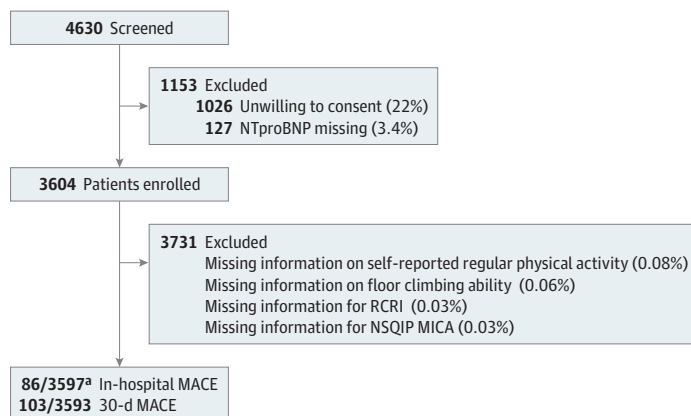 4630 Screened
1153 Excluded
1026 Unwilling to consent (22%)
127 NTproBNP missing (3.4%)
3604 Patients enrolled
3731 Excluded
Missing information on self-reported regular physical activity (0.08%)
Missing information on floor climbing ability (0.06%)
Missing information for RCRI (0.03%)
Missing information for NSQIP MICA (0.03%)
86/3597ᵃ In-hospital MACE
103/3593 30-d MACE